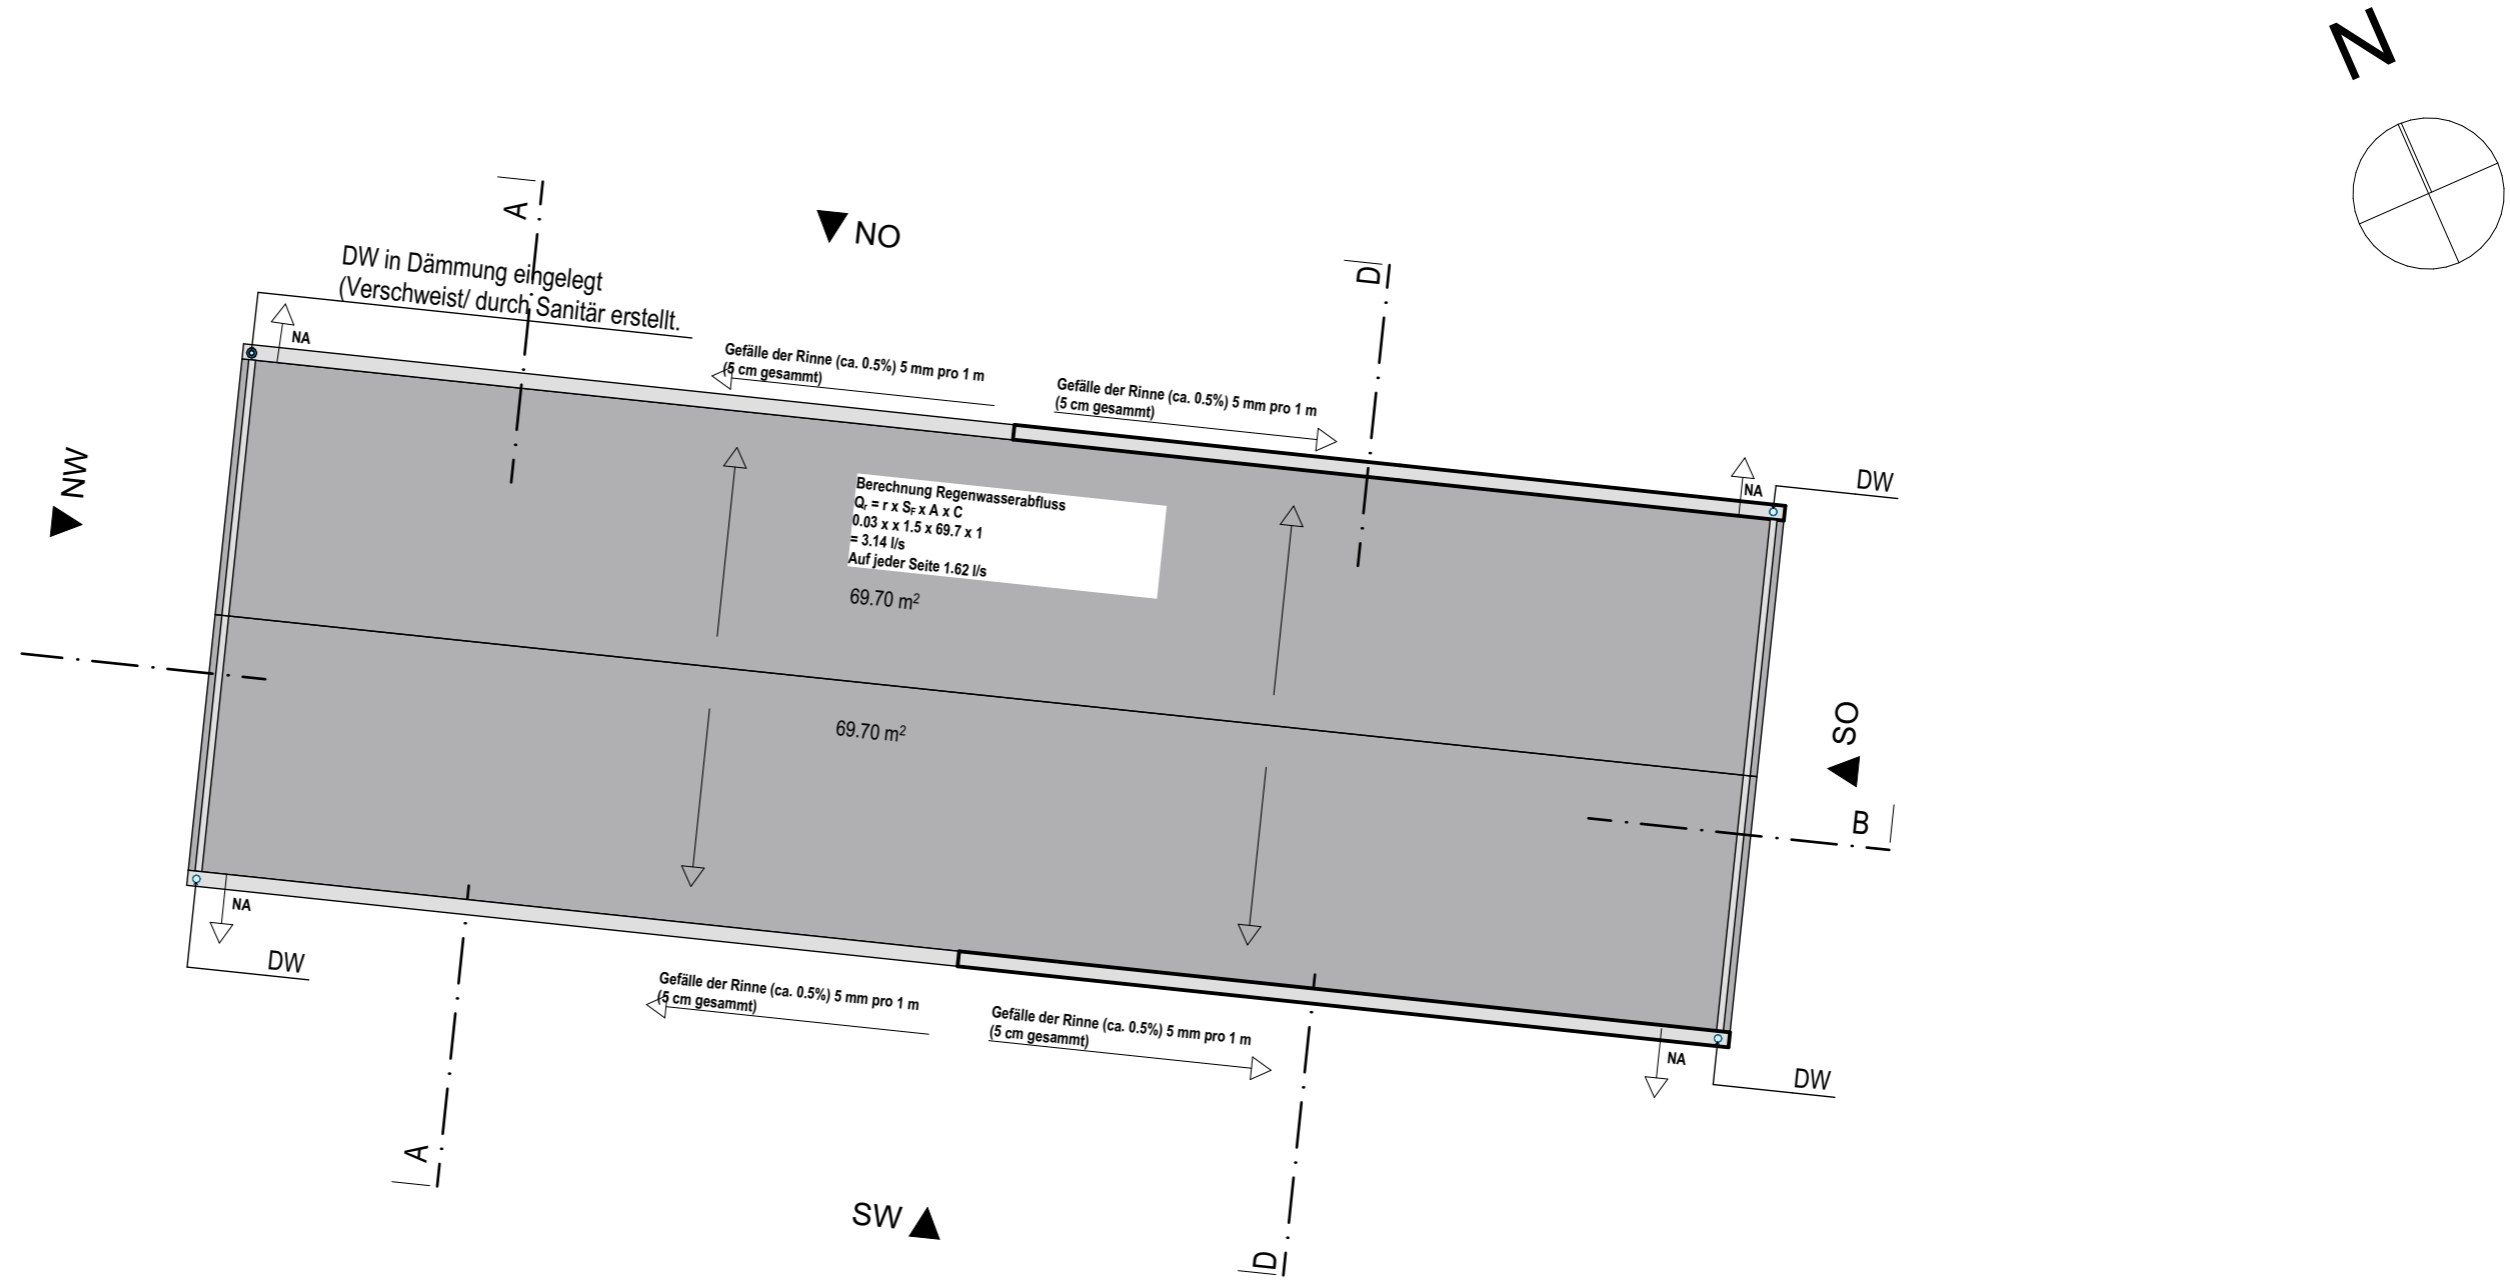 N
A
NO
D
DW in Dämmung eingelegt
(Verschweist/ durch Sanitär erstellt.
NA
Gefälle der Rinne (ca. 0.5%) 5 mm pro 1 m
(5 cm gesammt)
Gefälle der Rinne (ca. 0.5%) 5 mm pro 1 m
(5 cm gesammt)
NW
NA
DW
Berechnung Regenwasserabfluss
Qr = r x SF x A x C
0.03 x x 1.5 x 69.7 x 1
= 3.14 l/s
Auf jeder Seite 1.62 l/s
69.70 m²
69.70 m²
SO
B
NA
DW
Gefälle der Rinne (ca. 0.5%) 5 mm pro 1 m
(5 cm gesammt)
Gefälle der Rinne (ca. 0.5%) 5 mm pro 1 m
(5 cm gesammt)
NA
DW
A
SW
D